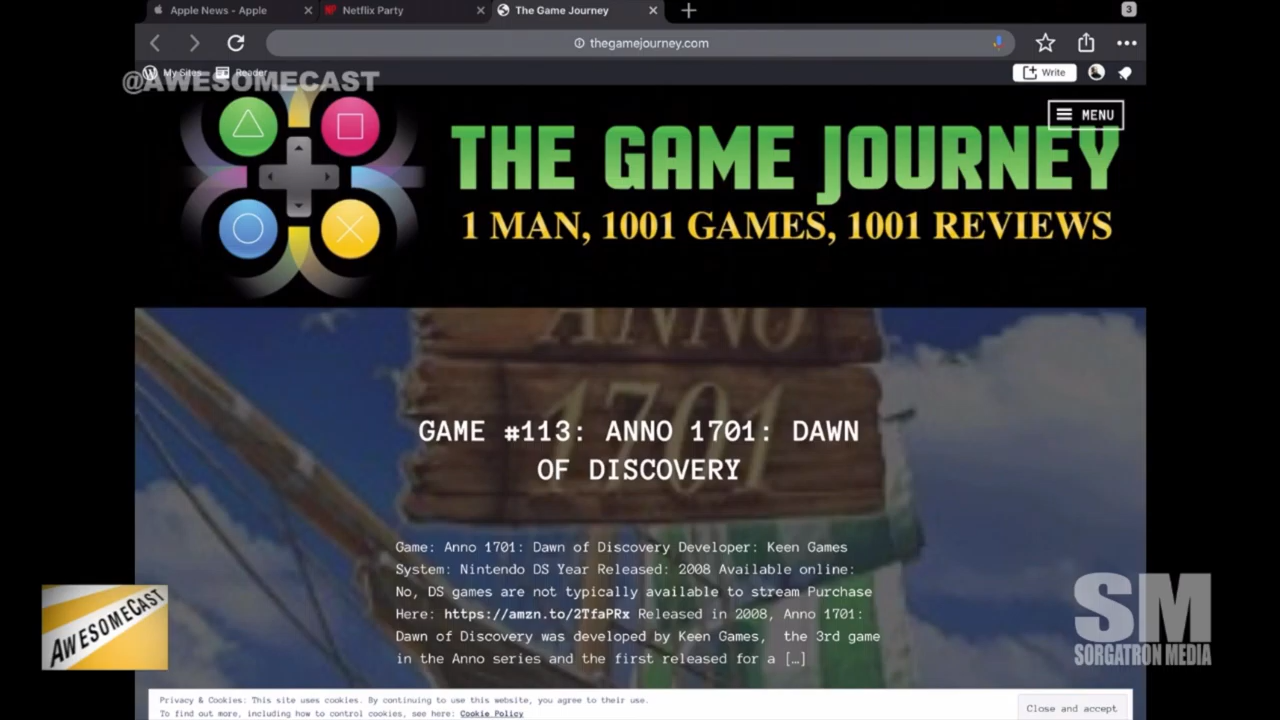 Apple News - Apple
Netflix Party
The Game Journey
3
thegamejourney.com
My Sites
Reader
Write
@AWESOMECAST
MENU
THE GAME JOURNEY
1 MAN, 1001 GAMES, 1001 REVIEWS
ANNO
1701
GAME #113: ANNO 1701: DAWN
OF DISCOVERY
Game: Anno 1701: Dawn of Discovery Developer: Keen Games
System: Nintendo DS Year Released: 2008 Available online:
No, DS games are not typically available to stream Purchase
Here: https://amzn.to/2TfaPRx Released in 2008, Anno 1701:
Dawn of Discovery was developed by Keen Games, the 3rd game
in the Anno series and the first released for a […]
AWESOMECAST
SM
SORGATRON MEDIA
Privacy & Cookies: This site uses cookies. By continuing to use this website, you agree to their use.
To find out more, including how to control cookies, see here: Cookie Policy
Close and accept